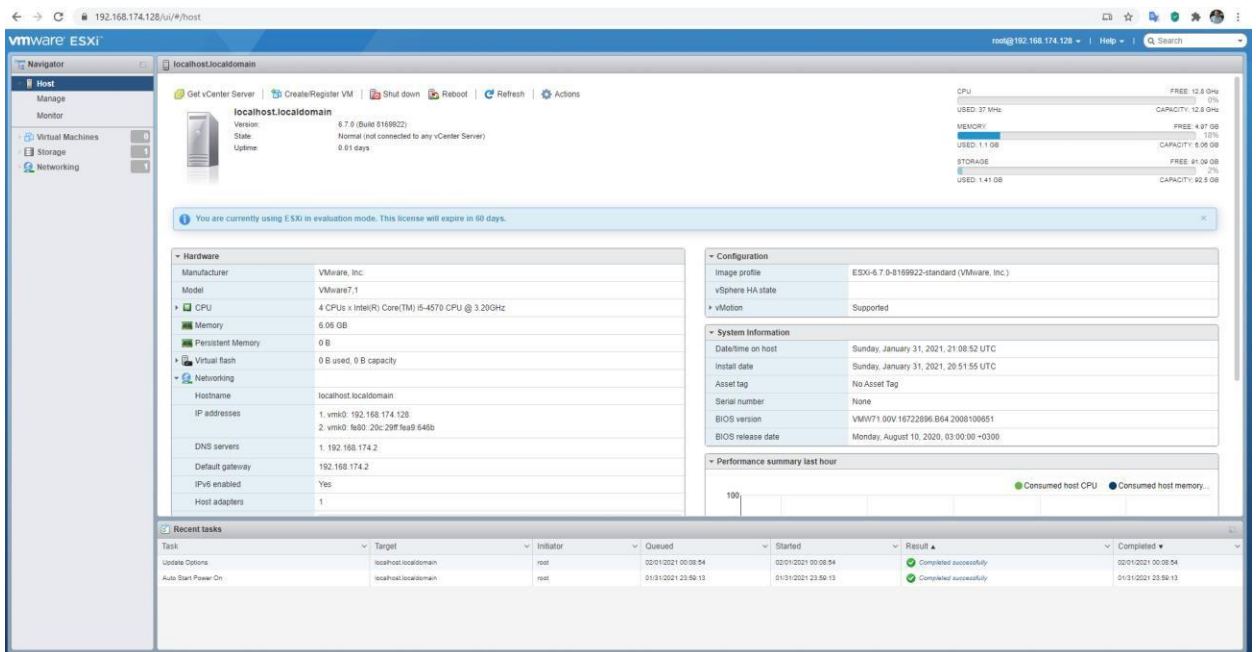 192.168.174.128/ui/#/host
vmware ESXi
root@192.168.174.128 | Help | Search
Navigator
Host
Manage
Monitor
Virtual Machines 0
Storage 1
Networking 1
localhost.localdomain
Get vCenter Server | Create/Register VM | Shut down Reboot | Refresh | Actions
localhost.localdomain
Version: 6.7.0 (Build 8169922)
State: Normal (not connected to any vCenter Server)
Uptime: 0.01 days
CPU FREE: 12.8 GHz
0%
USED: 37 MHz CAPACITY: 12.8 GHz
MEMORY FREE: 4.97 GB
18%
USED: 1.1 GB CAPACITY: 6.06 GB
STORAGE FREE: 91.09 GB
2%
USED: 1.41 GB CAPACITY: 92.5 GB
You are currently using ESXi in evaluation mode. This license will expire in 60 days.
Hardware
Manufacturer VMware, Inc.
Model VMware7,1
CPU 4 CPUs x Intel(R) Core(TM) i5-4570 CPU @ 3.20GHz
Memory 6.06 GB
Persistent Memory 0 B
Virtual flash 0 B used, 0 B capacity
Networking
Hostname localhost.localdomain
IP addresses 1. vmk0: 192.168.174.128
2. vmk0: fe80::20c:29ff:fea9:646b
DNS servers 1. 192.168.174.2
Default gateway 192.168.174.2
IPv6 enabled Yes
Host adapters 1
Configuration
Image profile ESXi-6.7.0-8169922-standard (VMware, Inc.)
vSphere HA state
vMotion Supported
System Information
Date/time on host Sunday, January 31, 2021, 21:08:52 UTC
Install date Sunday, January 31, 2021, 20:51:55 UTC
Asset tag No Asset Tag
Serial number None
BIOS version VMW71.00V.16722896.B64.2008100651
BIOS release date Monday, August 10, 2020, 03:00:00 +0300
Performance summary last hour
Consumed host CPU Consumed host memory...
100
Recent tasks
Task Target Initiator Queued Started Result Completed
Update Options localhost.localdomain root 02/01/2021 00:08:54 02/01/2021 00:08:54 Completed successfully 02/01/2021 00:08:54
Auto Start Power On localhost.localdomain root 01/31/2021 23:59:13 01/31/2021 23:59:13 Completed successfully 01/31/2021 23:59:13